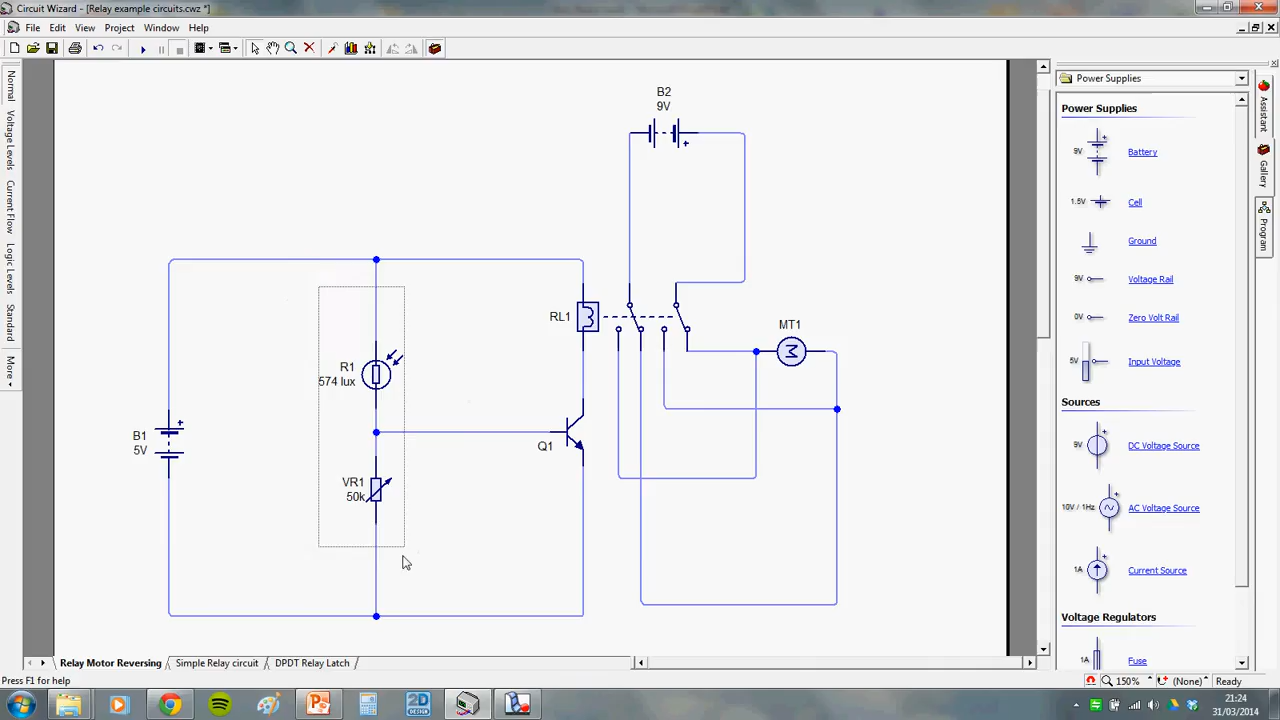 Circuit Wizard - [Relay example circuits.cwz *]
File Edit View Project Window Help
Normal
Voltage Levels
Current Flow
Logic Levels
Standard
More
B2
9V
B1
5V
R1
574 lux
VR1
50k
RL1
Q1
MT1
Power Supplies
Power Supplies
9V Battery
1.5V Cell
Ground
9V Voltage Rail
0V Zero Volt Rail
5V Input Voltage
Sources
9V DC Voltage Source
10V / 1Hz AC Voltage Source
1A Current Source
Voltage Regulators
1A Fuse
Assistant
Gallery
Program
Relay Motor Reversing Simple Relay circuit DPDT Relay Latch
Press F1 for help 150% (None) Ready
21:24
31/03/2014